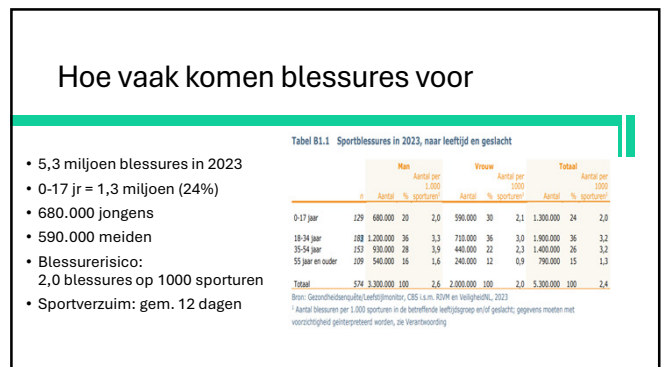 Hoe vaak komen blessures voor
• 5,3 miljoen blessures in 2023
• 0-17 jr = 1,3 miljoen (24%)
• 680.000 jongens
• 590.000 meiden
• Blessurerisico:
2,0 blessures op 1000 sporturen
• Sportverzuim: gem. 12 dagen
Tabel B1.1 Sportblessures in 2023, naar leeftijd en geslacht
Man Vrouw Totaal
Aantal per Aantal per Aantal per
1.000 1000 1000
n Aantal % sporturen¹ Aantal % sporturen¹ Aantal % sporturen¹
0-17 jaar 129 680.000 20 2,0 590.000 30 2,1 1.300.000 24 2,0
18-34 jaar 183 1.200.000 36 3,3 710.000 36 3,0 1.900.000 36 3,2
35-54 jaar 153 930.000 28 3,9 440.000 22 2,3 1.400.000 26 3,2
55 jaar en ouder 109 540.000 16 1,6 240.000 12 0,9 790.000 15 1,3
Totaal 574 3.300.000 100 2,6 2.000.000 100 2,0 5.300.000 100 2,4
Bron: Gezondheidsenquête/Leefstijlmonitor, CBS i.s.m. RIVM en VeiligheidNL, 2023
¹ Aantal blessures per 1.000 sporturen in de betreffende leeftijdsgroep en/of geslacht; gegevens moeten met
voorzichtigheid geïnterpreteerd worden, zie Verantwoording